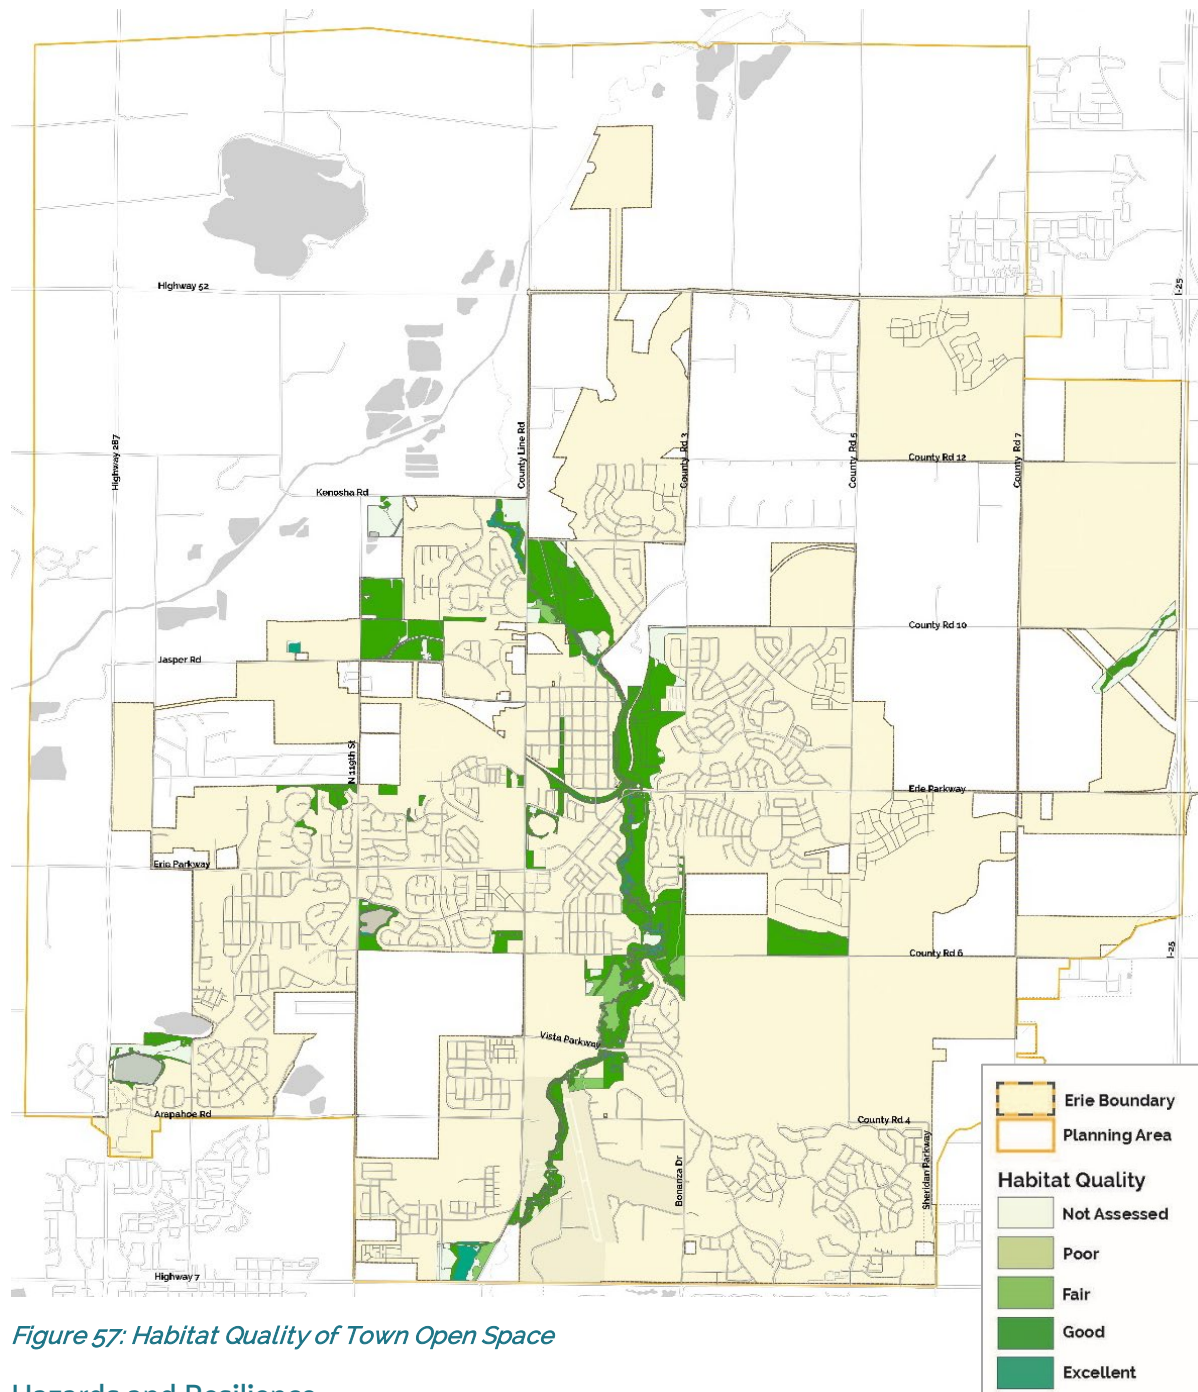 Highway 52
I-25
Highway 287
County Line Rd
County Rd 3
County Rd 5
County Rd 7
County Rd 12
Kenosha Rd
County Rd 10
Jasper Rd
N 119th St
Erie Parkway
Erie Parkway
County Rd 6
I-25
Vista Parkway
Arapahoe Rd
County Rd 4
Bonanza Dr
Sheridan Parkway
Highway 7
Erie Boundary
Planning Area
Habitat Quality
Not Assessed
Poor
Fair
Good
Excellent
Figure 57: Habitat Quality of Town Open Space
Hazards and Resilience